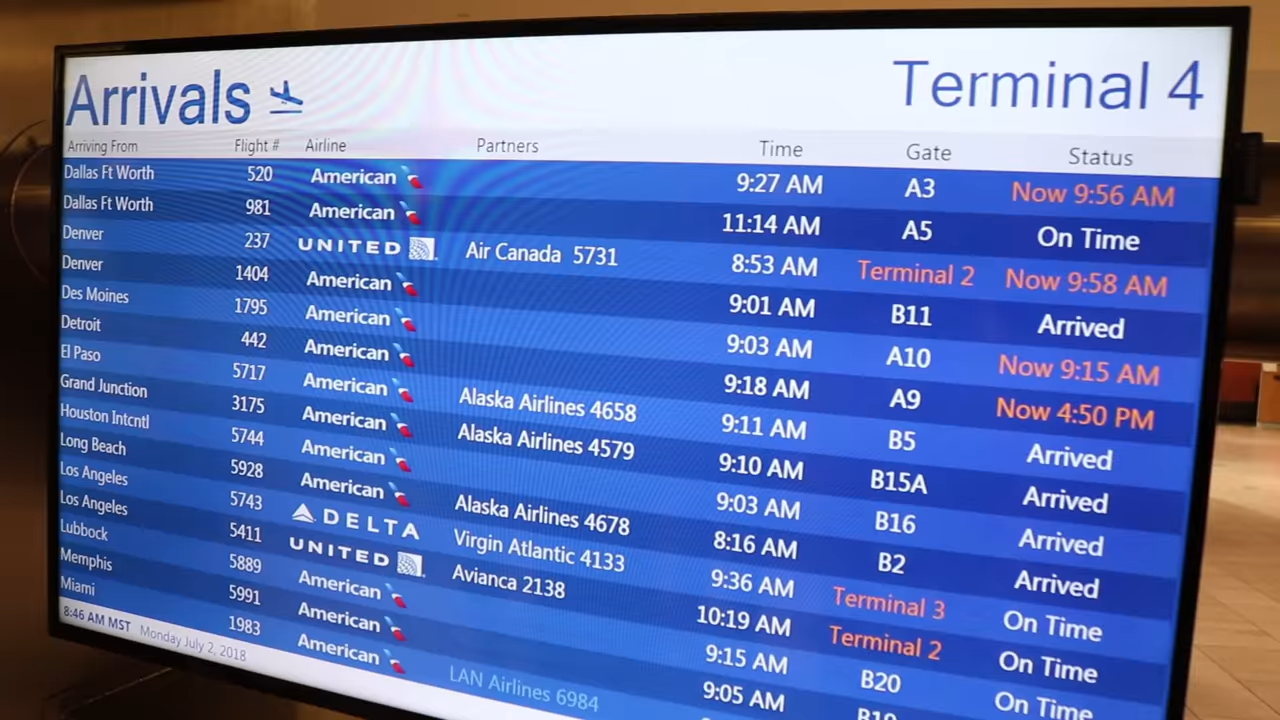 Arrivals Terminal 4
Arriving From Flight # Airline Partners Time Gate Status
Dallas Ft Worth 520 American 9:27 AM A3 Now 9:56 AM
Dallas Ft Worth 981 American 11:14 AM A5 On Time
Denver 237 UNITED Air Canada 5731 8:53 AM Terminal 2 Now 9:58 AM
Denver 1404 American 9:01 AM B11 Arrived
Des Moines 1795 American 9:03 AM A10 Now 9:15 AM
Detroit 442 American 9:18 AM A9 Now 4:50 PM
El Paso 5717 American Alaska Airlines 4658 9:11 AM B5 Arrived
Grand Junction 3175 American Alaska Airlines 4579 9:10 AM B15A Arrived
Houston Intcntl 5744 American 9:03 AM B16 Arrived
Long Beach 5928 American Alaska Airlines 4678 8:16 AM B2 Arrived
Los Angeles 5743 DELTA Virgin Atlantic 4133 9:36 AM Terminal 3 On Time
Los Angeles 5411 UNITED Avianca 2138 10:19 AM Terminal 2 On Time
Lubbock 5889 American 9:15 AM B20 On Time
Memphis 5991 American 9:05 AM
Miami 1983 American LAN Airlines 6984
8:46 AM MST Monday July 2, 2018